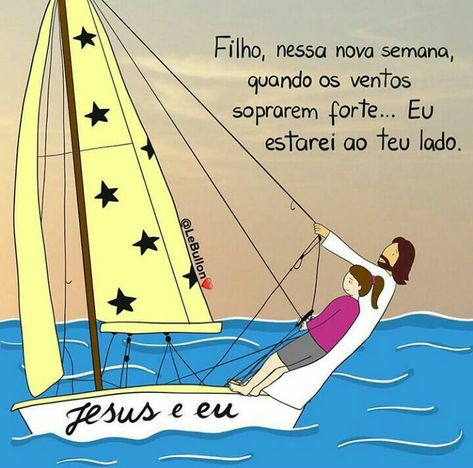 Filho, nessa nova semana,
quando os ventos
soprarem forte... Eu
estarei ao teu lado.
@LeBullon
Jesus e eu